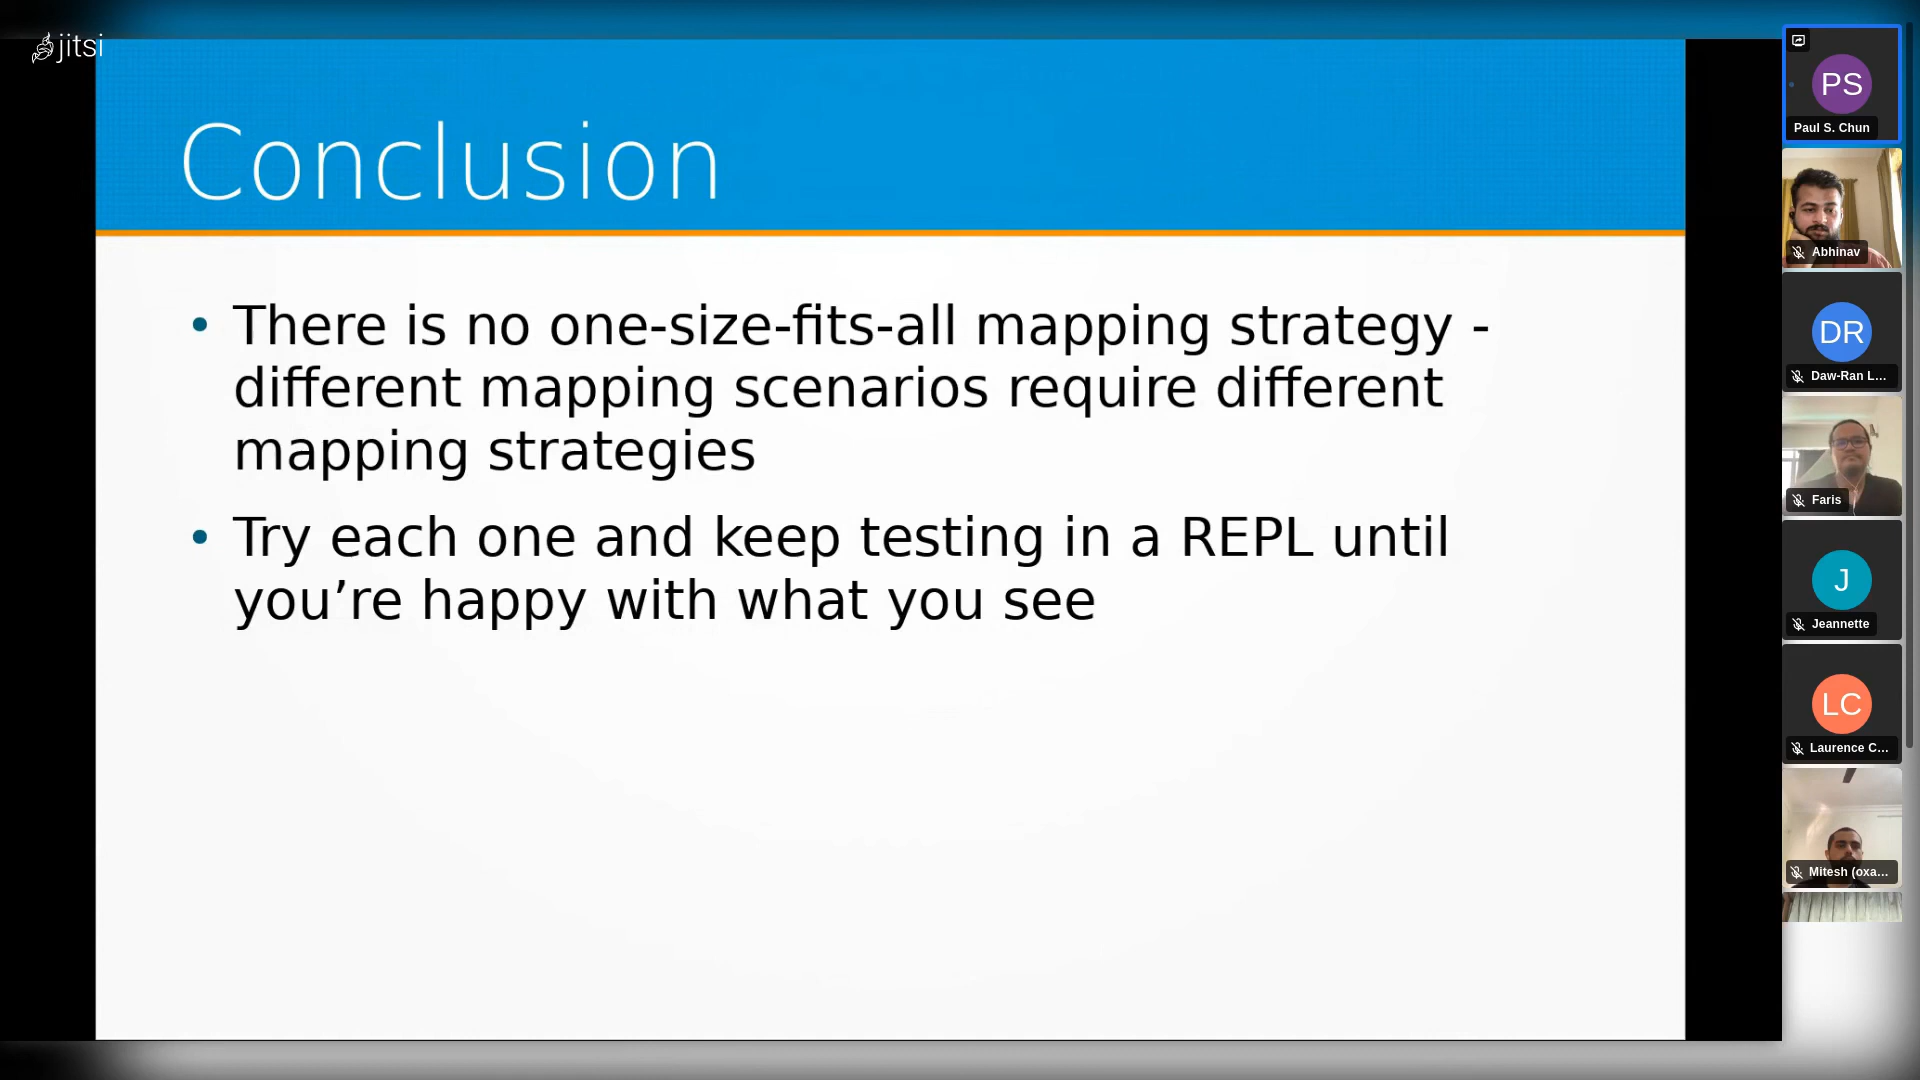 jitsi
Conclusion
There is no one-size-fits-all mapping strategy -
different mapping scenarios require different
mapping strategies
Try each one and keep testing in a REPL until
you’re happy with what you see
PS
Paul S. Chun
Abhinav
DR
Daw-Ran L...
Faris
J
Jeannette
LC
Laurence C...
Mitesh (oxa...